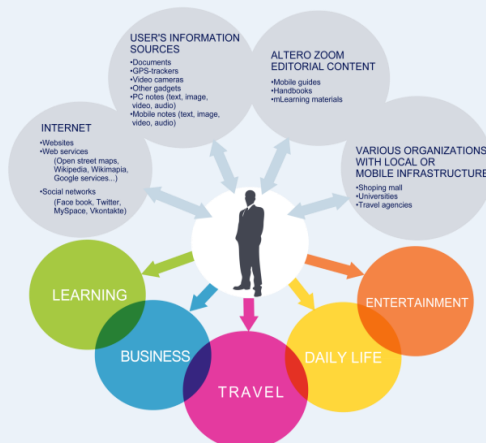 USER'S INFORMATION
SOURCES
•Documents
•GPS-trackers
•Video cameras
•Other gadgets
•PC notes (text, image,
video, audio)
•Mobile notes (text, image,
video, audio)
ALTERO ZOOM
EDITORIAL CONTENT
•Mobile guides
•Handbooks
•mLearning materials
INTERNET
•Websites
•Web services
(Open street maps,
Wikipedia, Wikimapia,
Google services...)
•Social networks
(Face book, Twitter,
MySpace, Vkontakte)
VARIOUS ORGANIZATIONS
WITH LOCAL OR
MOBILE INFRASTRUCTURE
•Shoping mall
•Universities
•Travel agencies
LEARNING
BUSINESS
TRAVEL
DAILY LIFE
ENTERTAINMENT